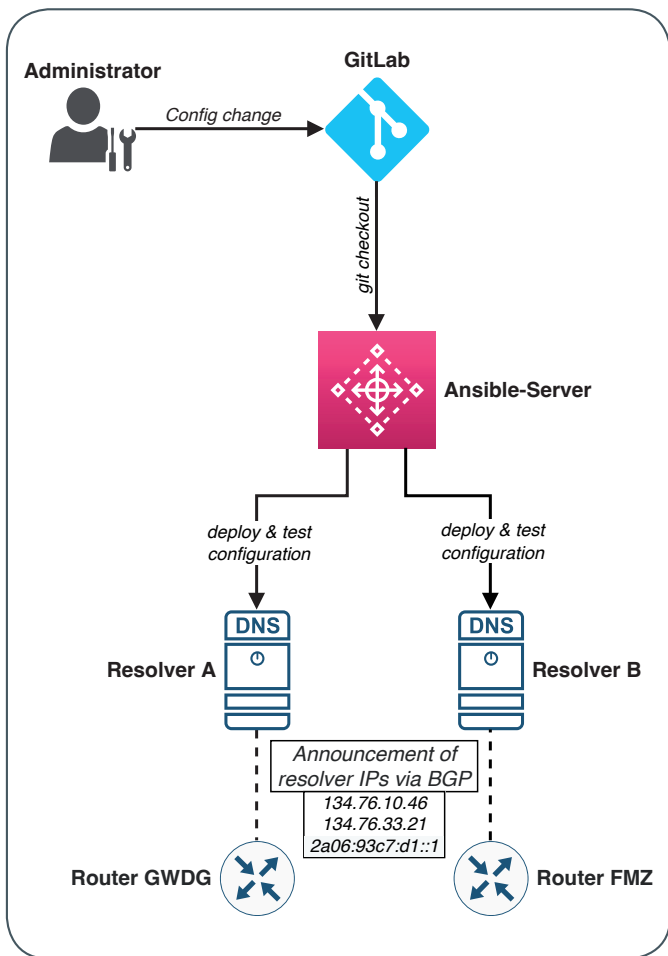 GitLab
Administrator
Config change
git checkout
Ansible-Server
deploy & test
configuration
deploy & test
configuration
DNS
DNS
Resolver A
Resolver B
Announcement of
resolver IPs via BGP
134.76.10.46
134.76.33.21
2a06:93c7:d1::1
Router GWDG
Router FMZ